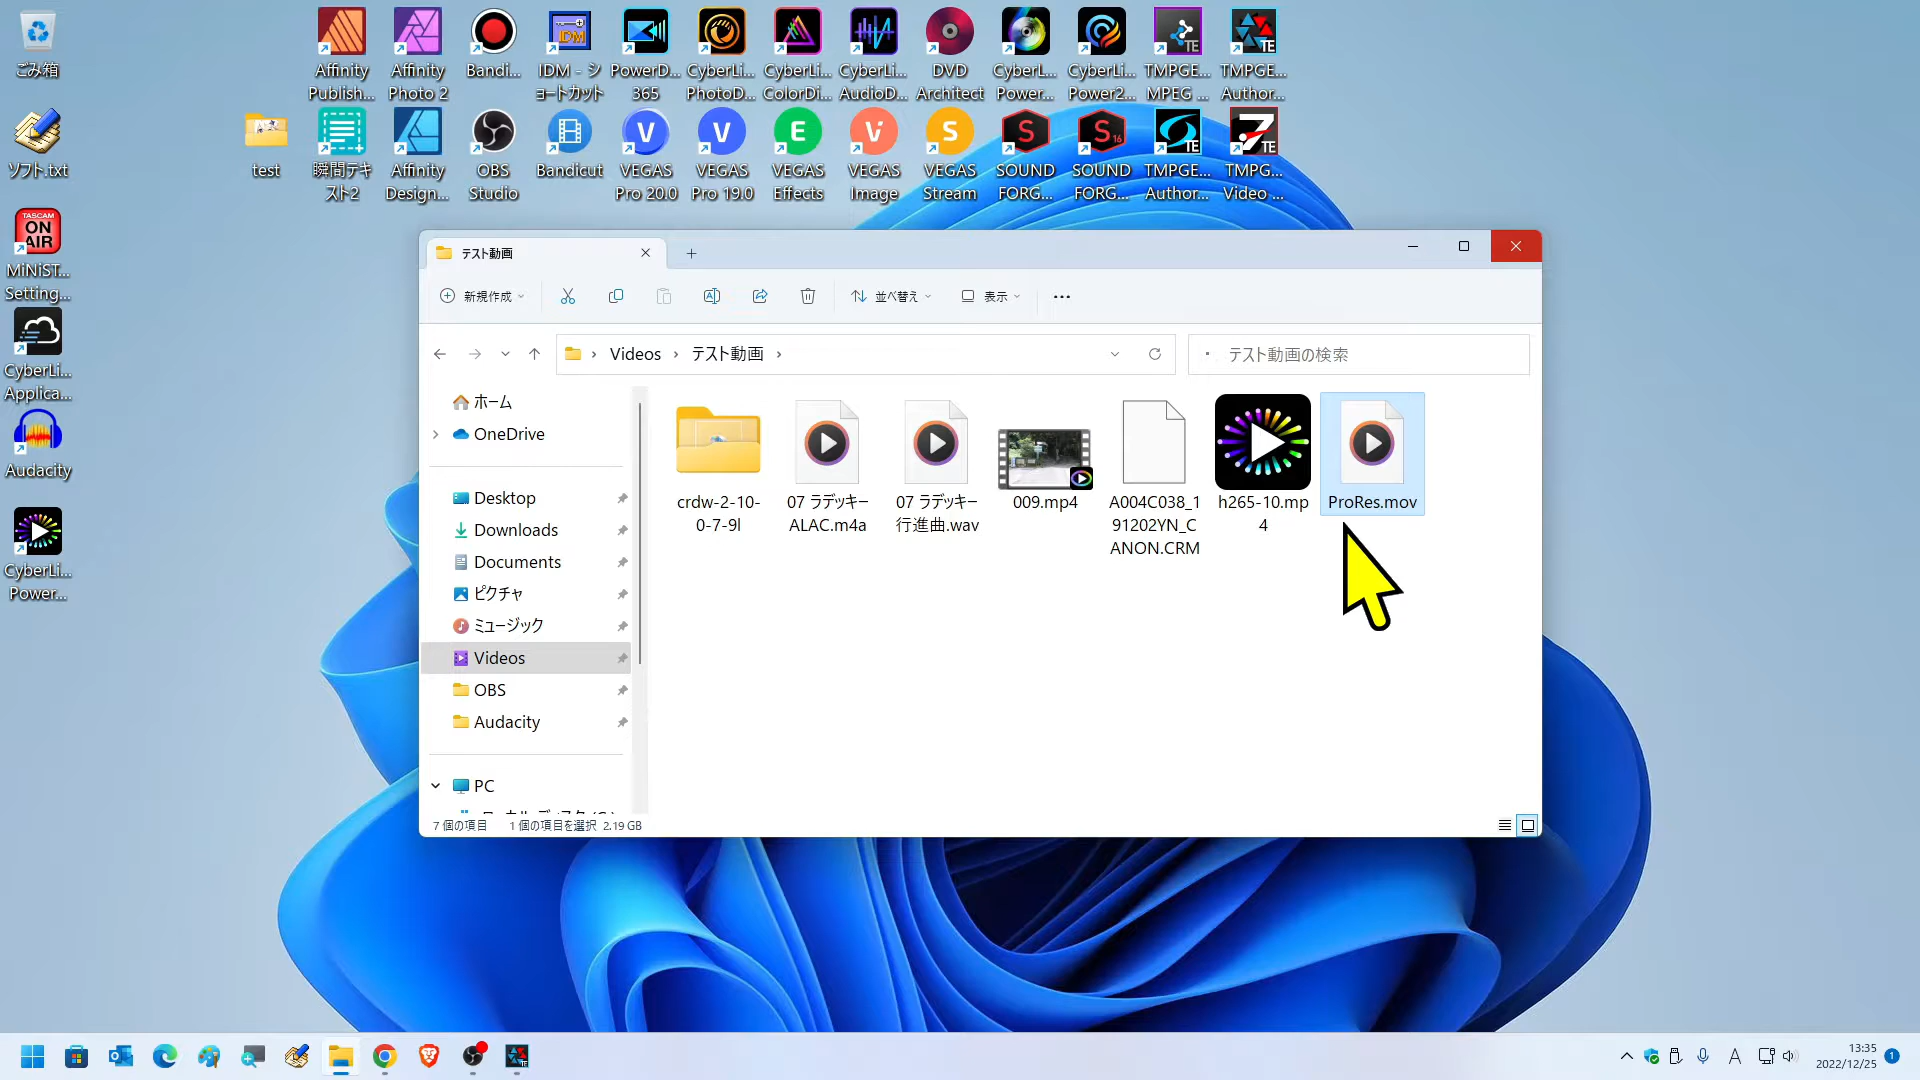 ごみ箱
Affinity
Publish...
Affinity
Photo 2
Bandi...
IDM - シ
ョートカット
PowerD...
365
CyberLi...
PhotoD...
CyberLi...
ColorDi...
CyberLi...
AudioD...
DVD
Architect
CyberL...
Power...
CyberLi...
Power2...
TMPGE...
MPEG ...
TMPGE...
Author...
ソフト.txt
test
瞬間テキ
スト2
Affinity
Design...
OBS
Studio
Bandicut
VEGAS
Pro 20.0
VEGAS
Pro 19.0
VEGAS
Effects
VEGAS
Image
VEGAS
Stream
SOUND
FORG...
SOUND
FORG...
TMPGE...
Author...
TMPG...
Video ...
TASCAM
ON
AIR
MiNiST...
Setting...
CyberLi...
Applica...
Audacity
CyberLi...
Power...
テスト動画
新規作成
並べ替え
表示
Videos
テスト動画
テスト動画の検索
ホーム
OneDrive
Desktop
Downloads
Documents
ピクチャ
ミュージック
Videos
OBS
Audacity
PC
crdw-2-10-
0-7-9l
07 ラデッキー
ALAC.m4a
07 ラデッキー
行進曲.wav
009.mp4
A004C038_1
91202YN_C
ANON.CRM
h265-10.mp
4
ProRes.mov
7 個の項目
1 個の項目を選択 2.19 GB
A
13:35
2022/12/25
1